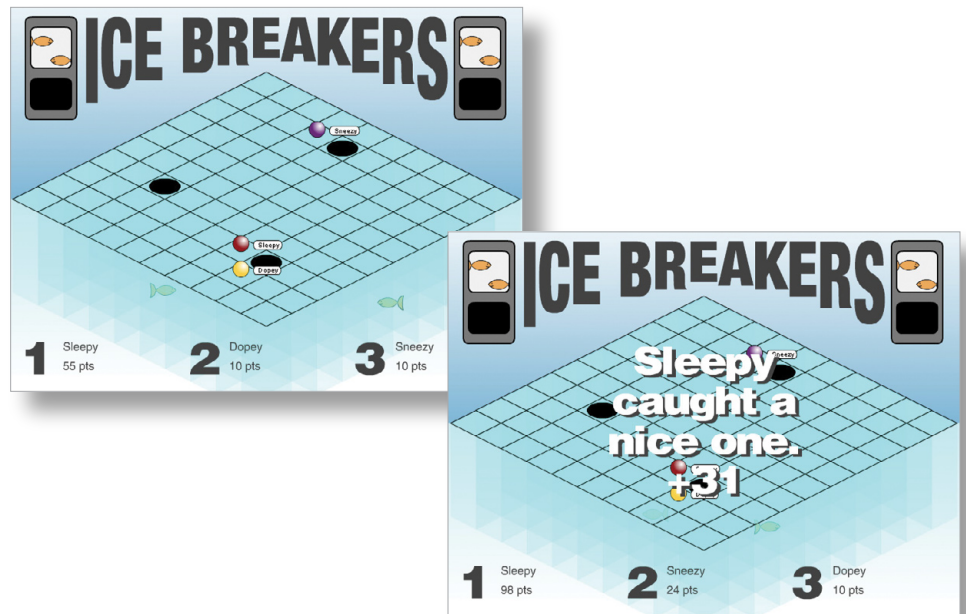 ICE BREAKERS
Sneezy
Sleepy
Dopey
1 Sleepy
55 pts
2 Dopey
10 pts
3 Sneezy
10 pts
ICE BREAKERS
Sneezy
Sleepy
caught a
nice one.
+31
1 Sleepy
98 pts
2 Sneezy
24 pts
3 Dopey
10 pts